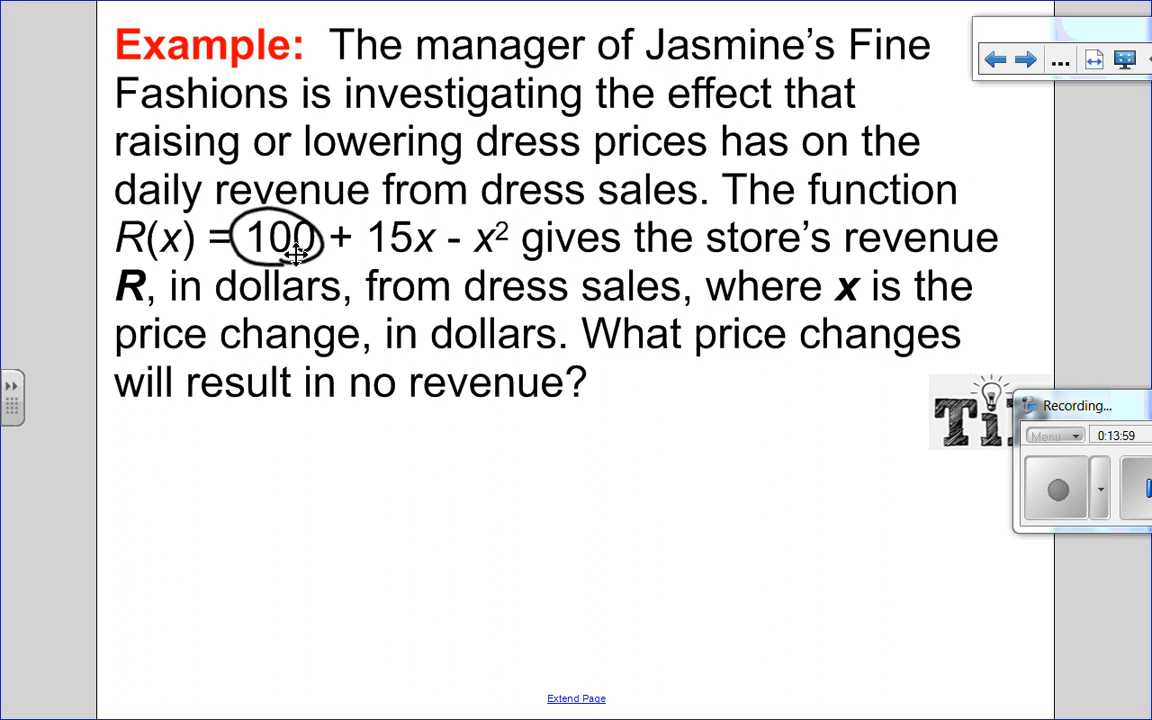 Example: The manager of Jasmine’s Fine
Fashions is investigating the effect that
raising or lowering dress prices has on the
daily revenue from dress sales. The function
R(x) = 100 + 15x - x² gives the store’s revenue
R, in dollars, from dress sales, where x is the
price change, in dollars. What price changes
will result in no revenue?
Recording...
Menu
0:13:59
Extend Page